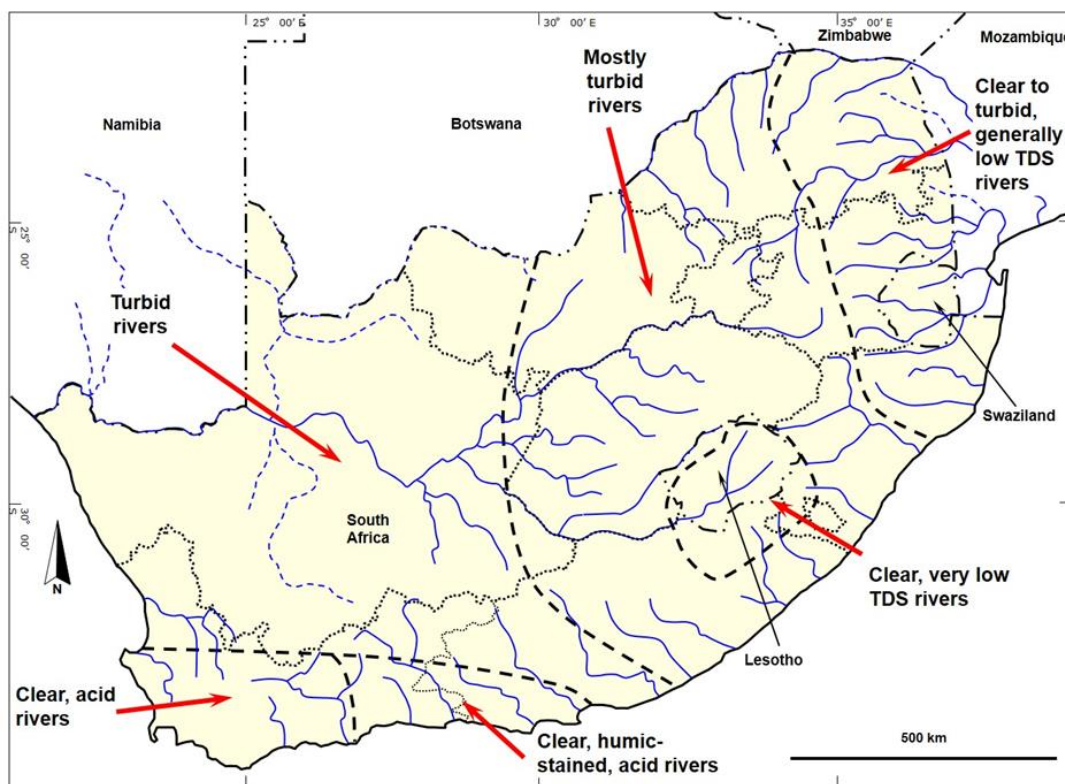 25° 00' E
30° 00' E
35° 00' E
Zimbabwe
Mozambique
Mostly
turbid
rivers
Clear to
turbid,
generally
low TDS
rivers
Namibia
Botswana
S 25° 00'
Turbid
rivers
Swaziland
S 30° 00'
South
Africa
N
Clear, very low
TDS rivers
Lesotho
Clear, acid
rivers
Clear, humic-
stained, acid rivers
500 km